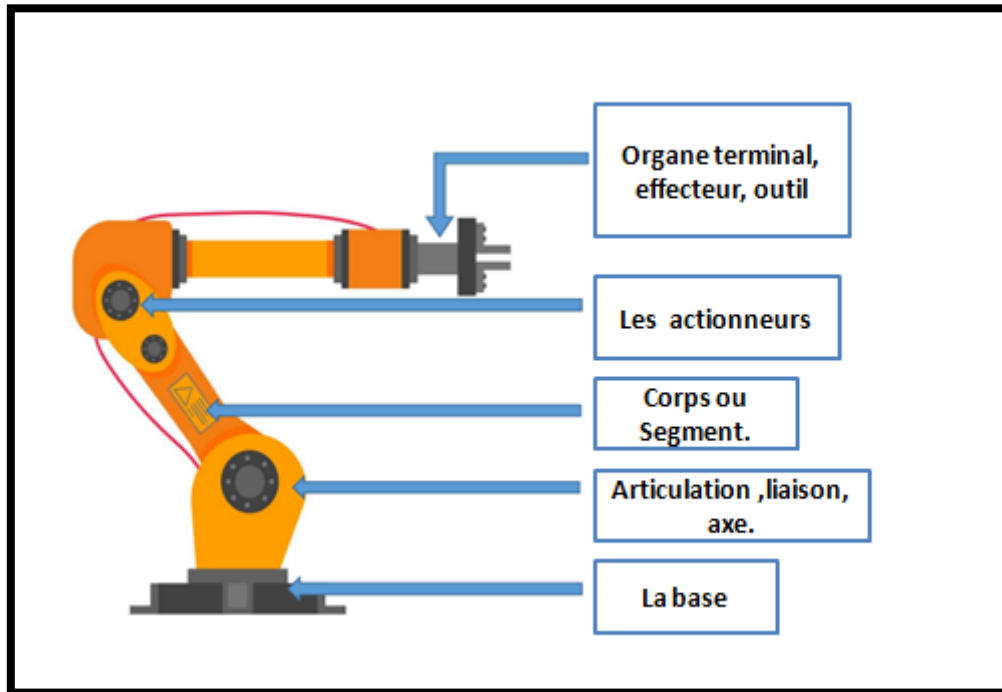 Organe terminal,
effecteur, outil
Les actionneurs
Corps ou
Segment.
Articulation ,liaison,
axe.
La base